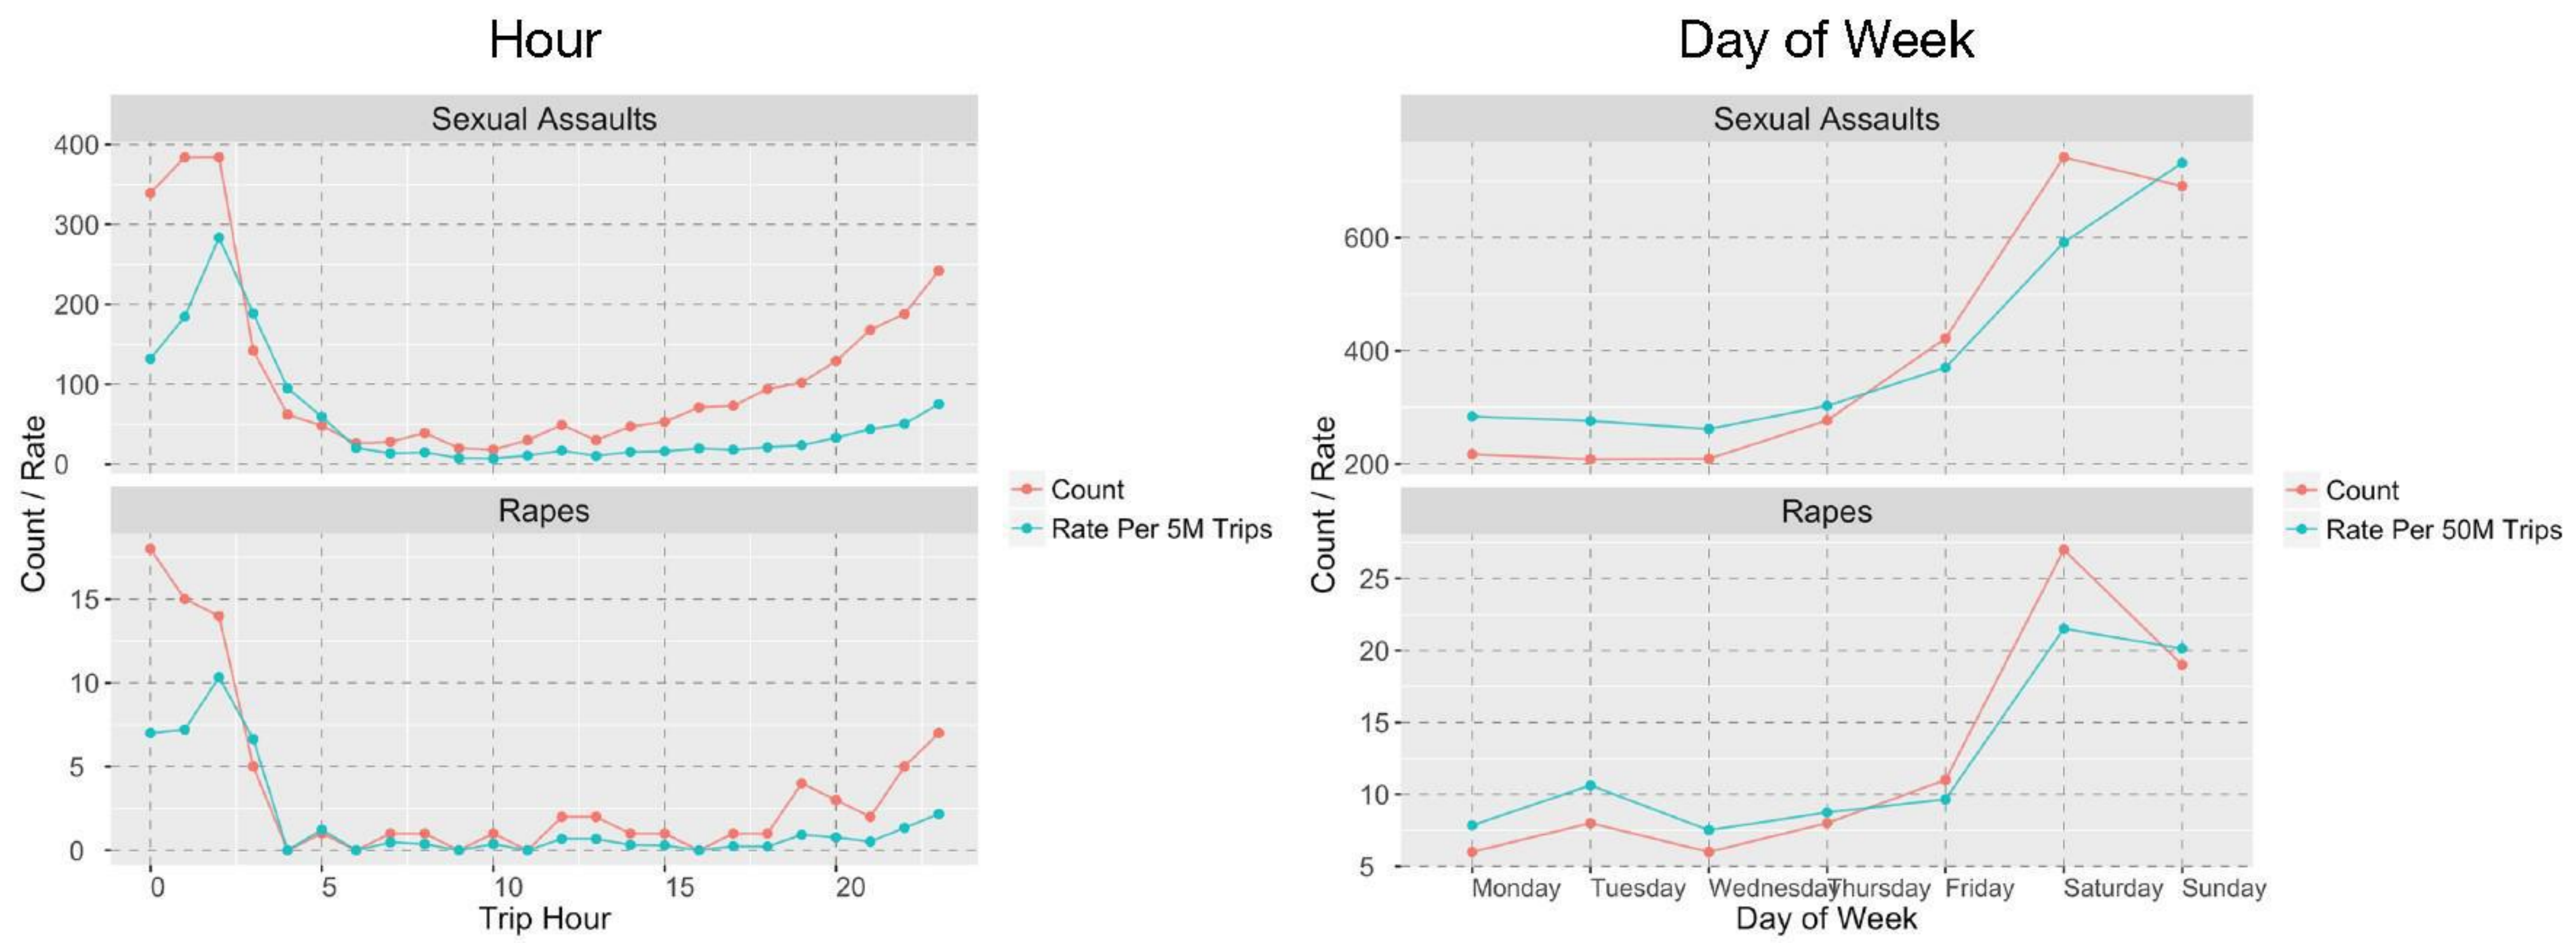 Hour
Sexual Assaults
400
300
200
100
0
Rapes
15
10
5
0
0 5 10 15 20
Trip Hour
Count / Rate
Count
Rate Per 5M Trips
Day of Week
Sexual Assaults
600
400
200
Rapes
25
20
15
10
5
Monday Tuesday Wednesday Thursday Friday Saturday Sunday
Day of Week
Count / Rate
Count
Rate Per 50M Trips